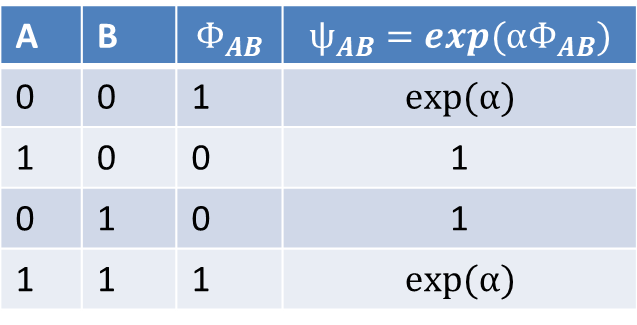 A B Φ_AB ψ_AB = exp(αΦ_AB)
0 0 1 exp(α)
1 0 0 1
0 1 0 1
1 1 1 exp(α)